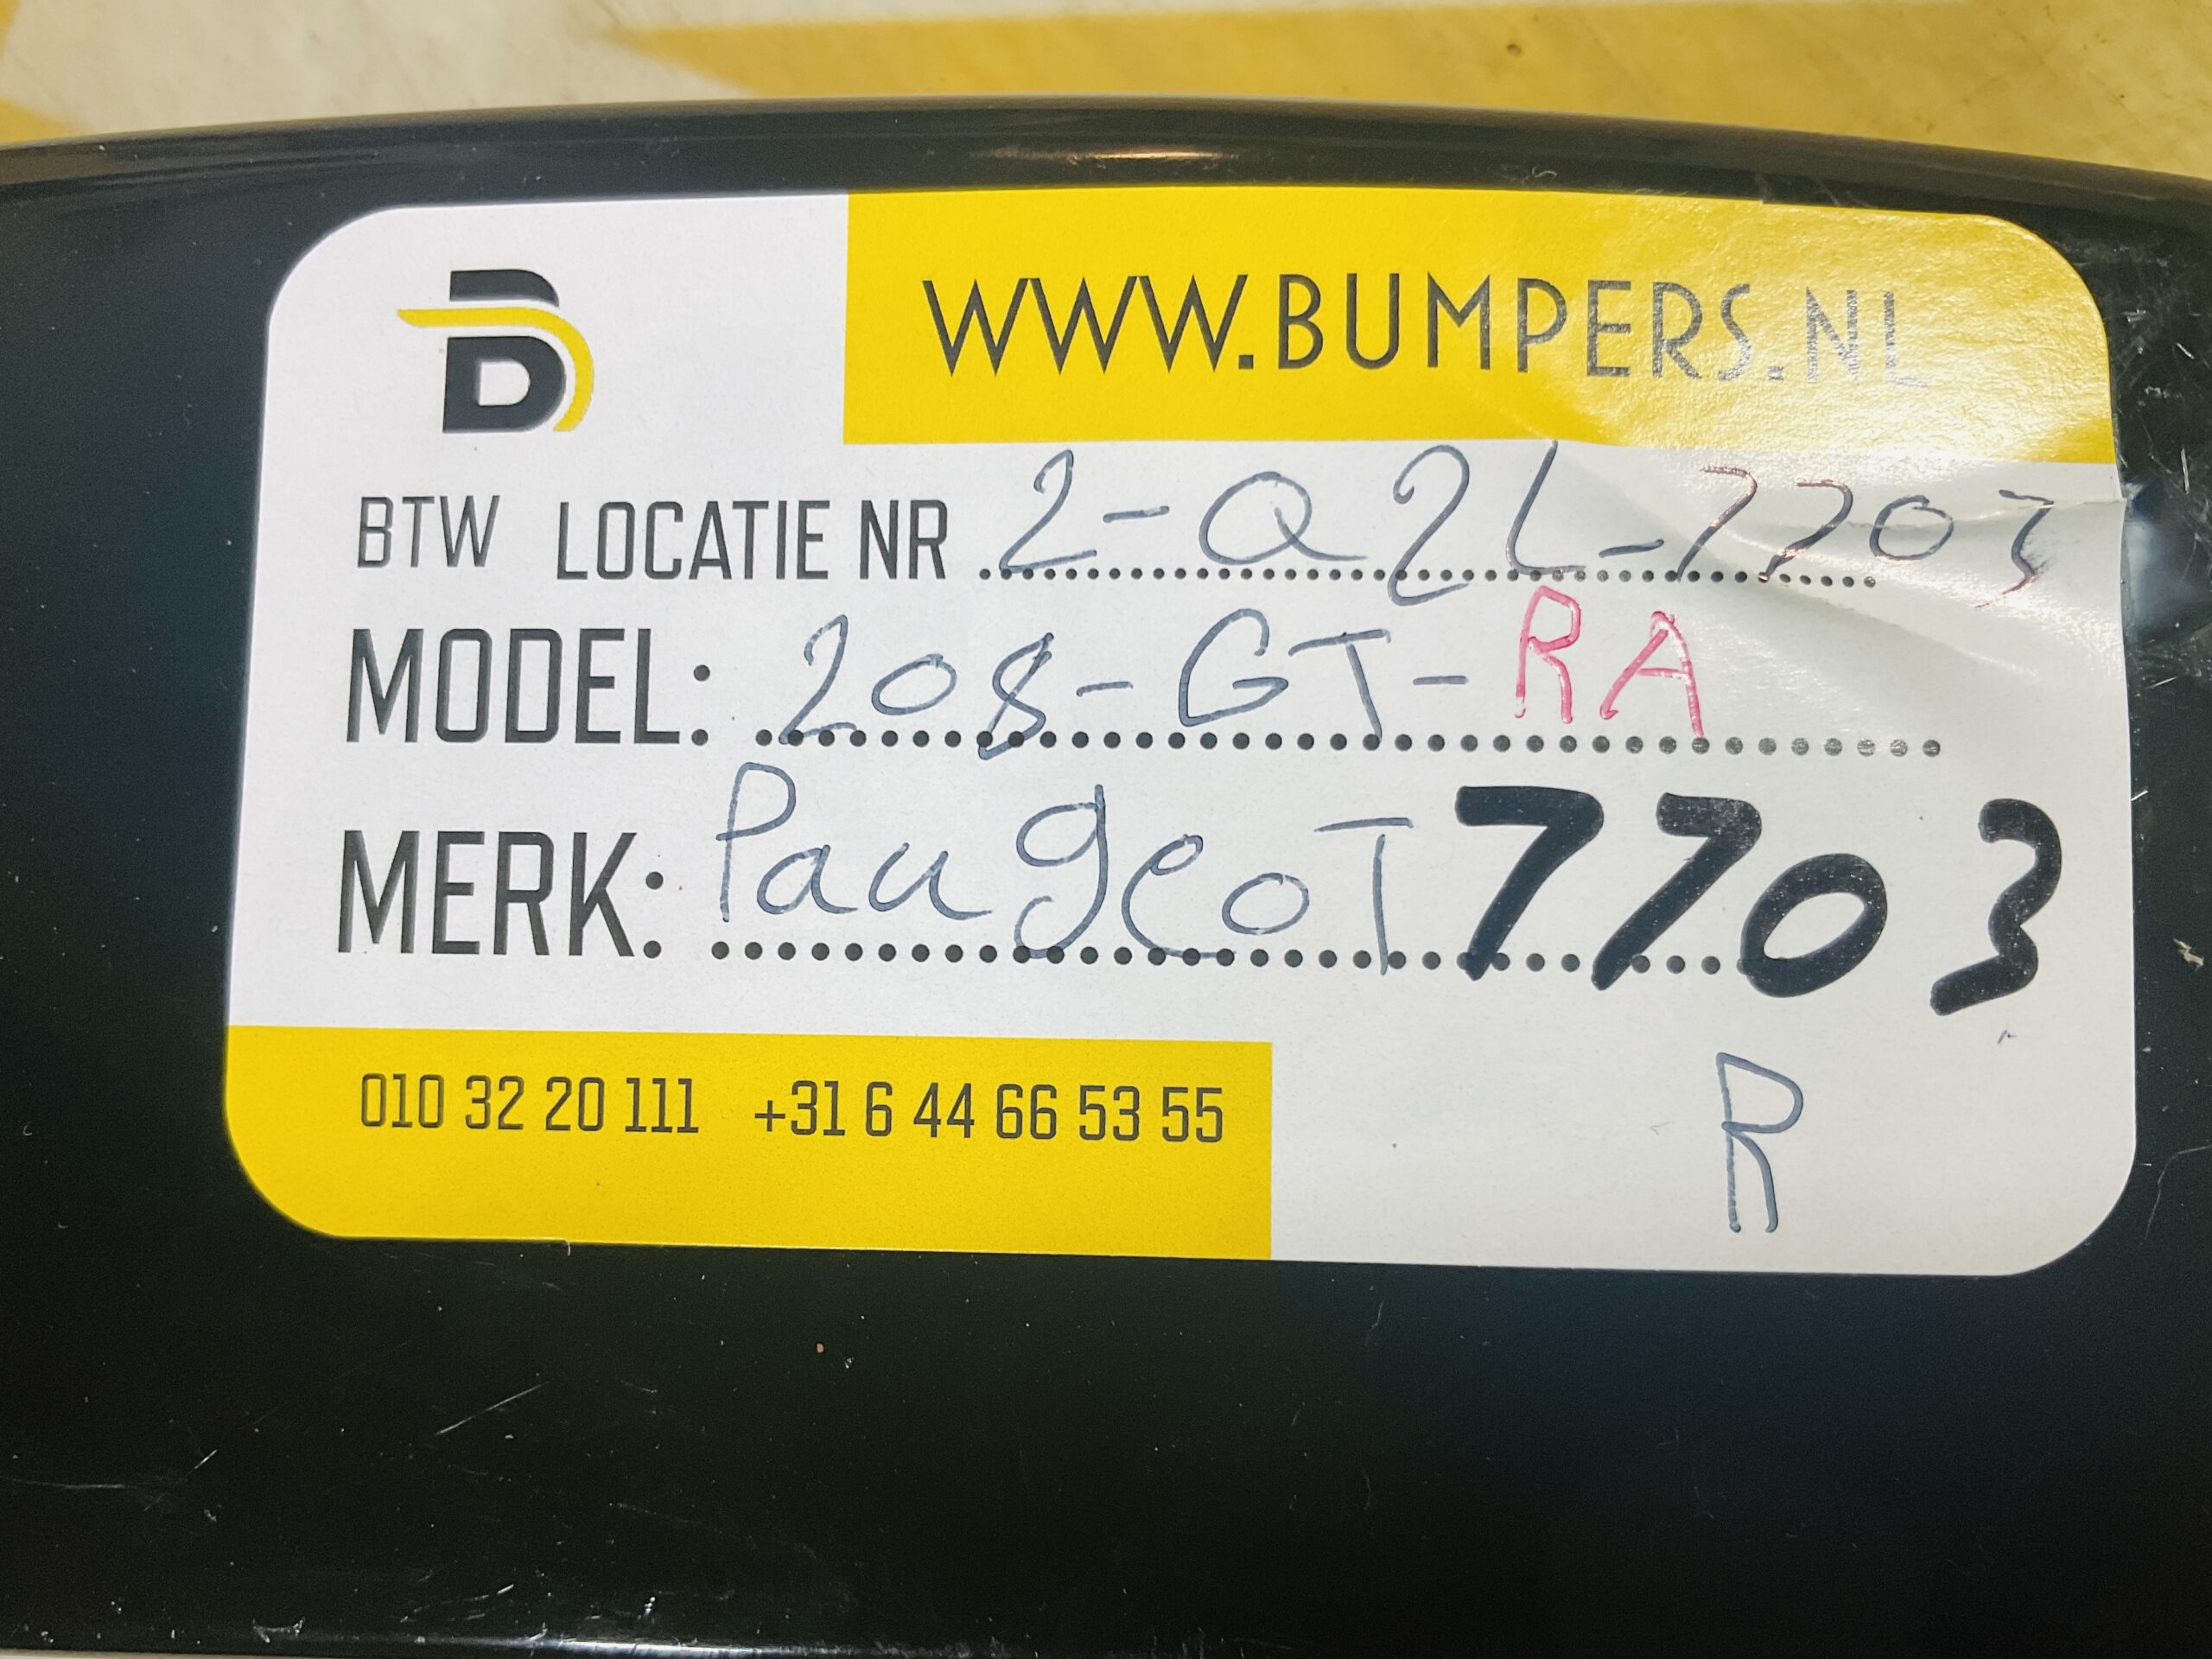 B
WWW.BUMPERS.NL
BTW LOCATIE NR 2-Q2L-7703
MODEL: 208-GT-RA
MERK: PaugeoT 7703
010 32 20 111 +31 6 44 66 53 55
R